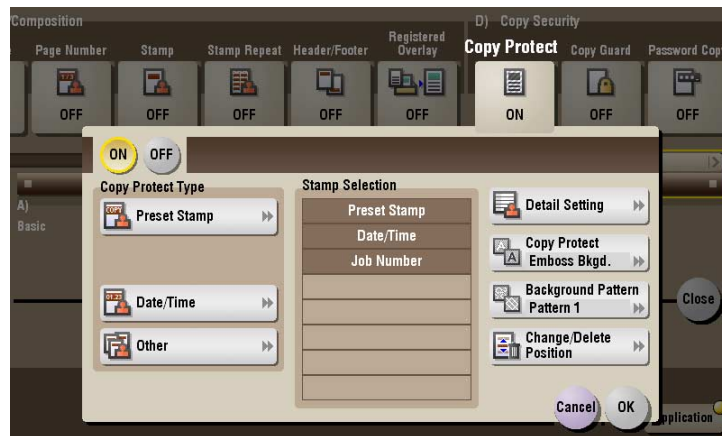 /Composition
D) Copy Security
Page Number
Stamp
Stamp Repeat
Header/Footer
Registered
Overlay
Copy Protect
Copy Guard
Password Cop
OFF
OFF
OFF
OFF
OFF
ON
OFF
OFF
ON
OFF
Copy Protect Type
Preset Stamp
Date/Time
Other
Stamp Selection
Preset Stamp
Date/Time
Job Number
Detail Setting
Copy Protect
Emboss Bkgd.
Background Pattern
Pattern 1
Change/Delete
Position
Cancel
OK
A)
Basic
Close
pplication